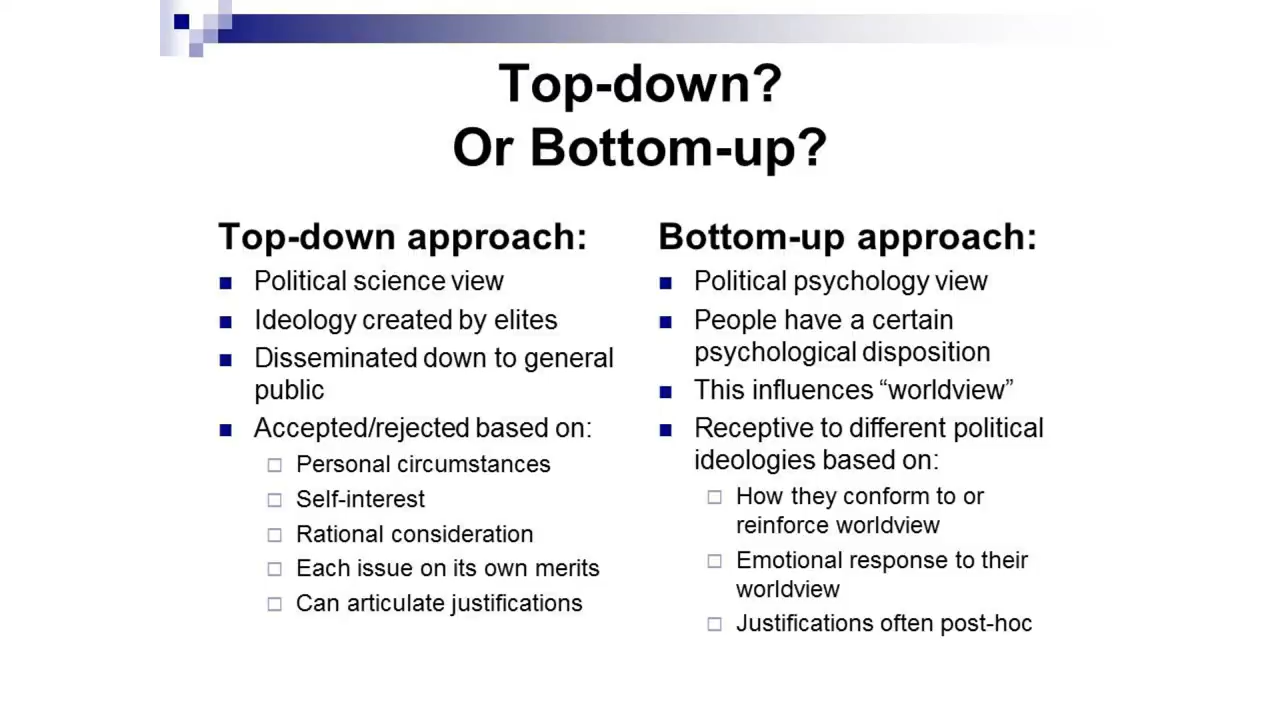 Top-down?
Or Bottom-up?
Top-down approach:
Political science view
Ideology created by elites
Disseminated down to general
public
Accepted/rejected based on:
Personal circumstances
Self-interest
Rational consideration
Each issue on its own merits
Can articulate justifications
Bottom-up approach:
Political psychology view
People have a certain
psychological disposition
This influences “worldview”
Receptive to different political
ideologies based on:
How they conform to or
reinforce worldview
Emotional response to their
worldview
Justifications often post-hoc